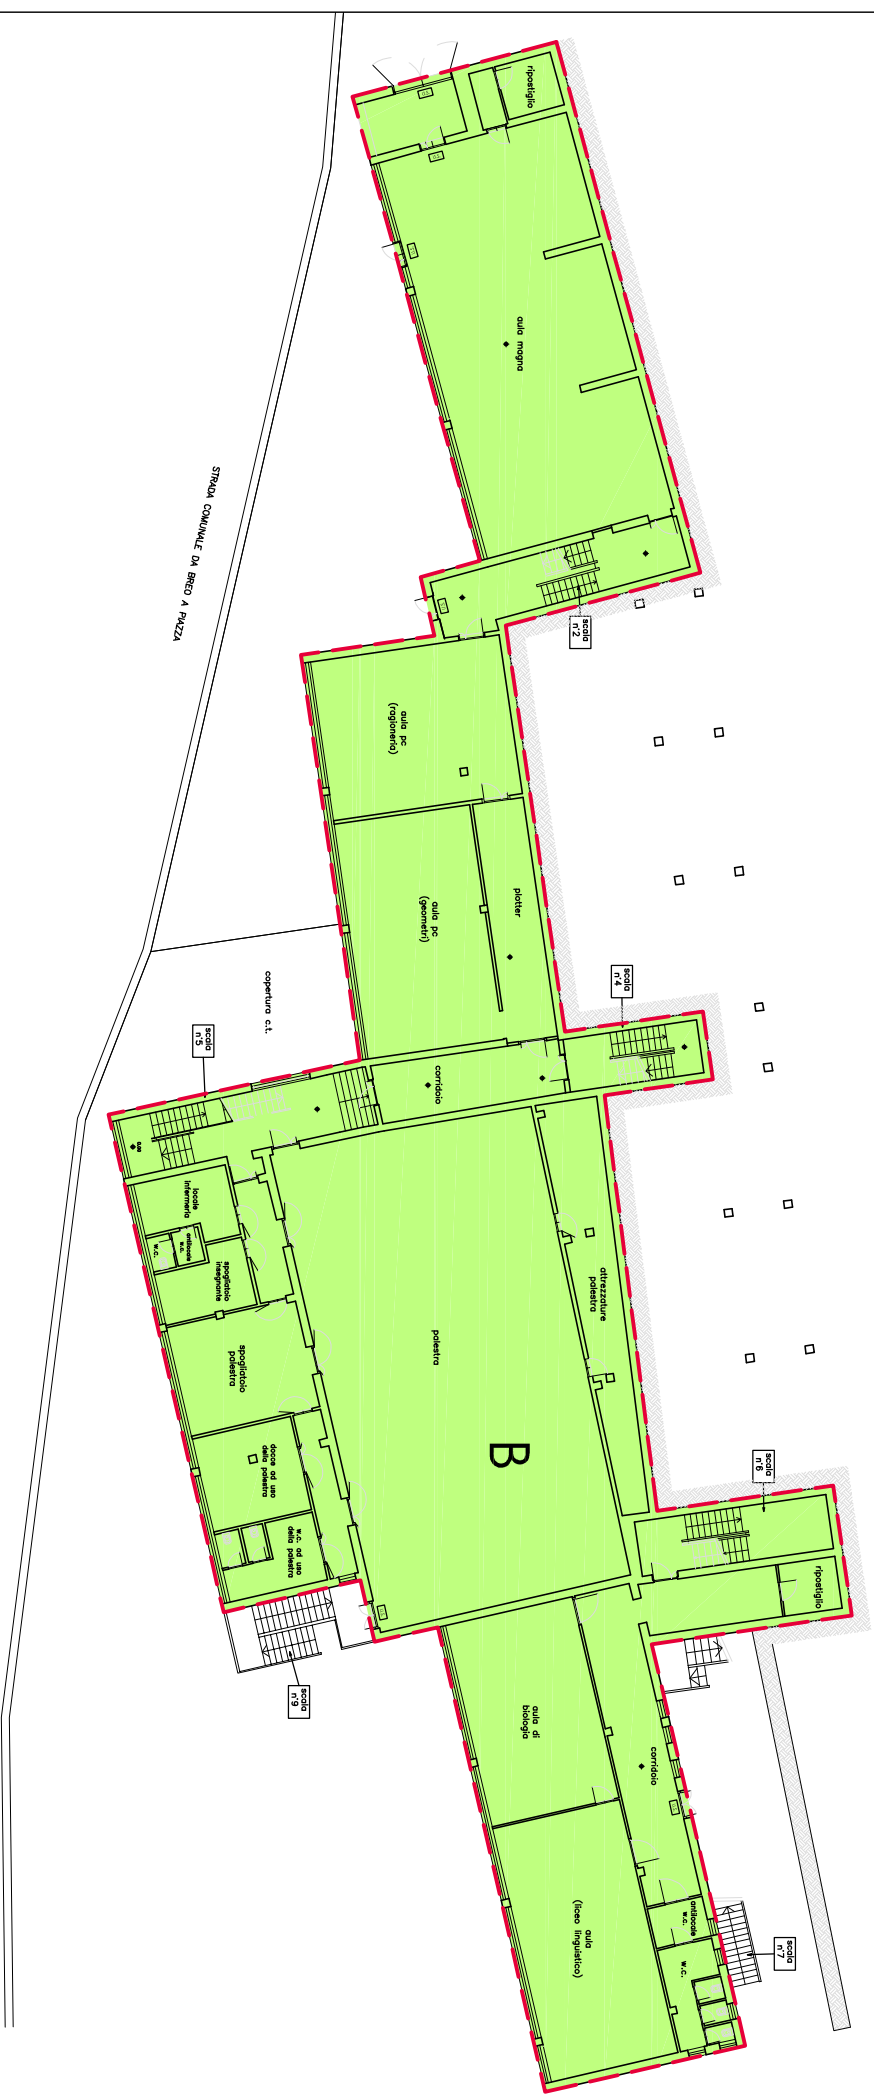 ripostiglio
aula magna
STRADA COMUNALE DA BREO A PIAZZA
scala
n°2
aula pc
(ragioneria)
aula pc
(geometri)
plotter
copertura c.t.
scala
n°4
scala
n°5
corridoio
locale
infermeria
antilocale
w.c.
w.c.
spogliatoio
insegnante
spogliatoio
palestra
palestra
attrezzature
palestra
B
docce ad uso
della palestra
w.c. ad uso
della palestra
scala
n°6
ripostiglio
scala
n°9
aula di
biologia
corridoio
aula
(liceo linguistico)
antilocale
w.c.
w.c.
scala
n°7